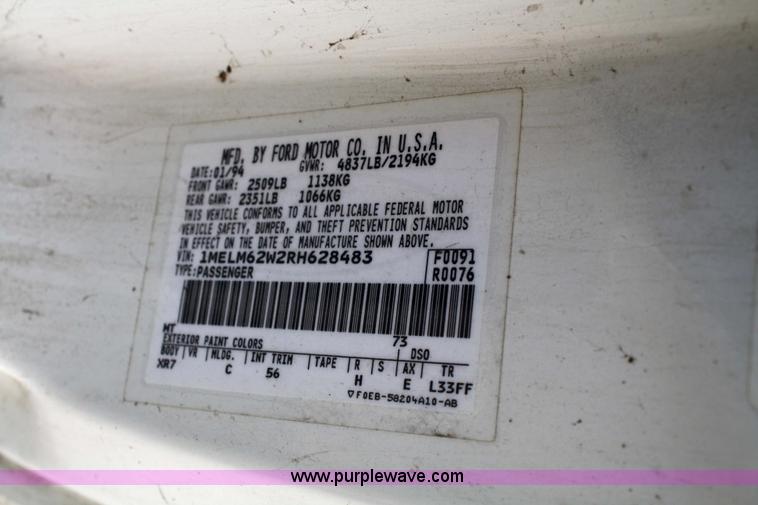 MFD. BY FORD MOTOR CO. IN U.S.A.
DATE: 01/94 GVWR: 4837LB/2194KG
FRONT GAWR: 2509LB 1138KG
REAR GAWR: 2351LB 1066KG
THIS VEHICLE CONFORMS TO ALL APPLICABLE FEDERAL MOTOR
VEHICLE SAFETY, BUMPER, AND THEFT PREVENTION STANDARDS
IN EFFECT ON THE DATE OF MANUFACTURE SHOWN ABOVE.
VIN: 1MELM62W2RH628483 F0091
TYPE: PASSENGER R0076
WT 73
EXTERIOR PAINT COLORS DSO
BODY VR MLDG. INT TRIM TAPE R S AX TR
XR7 C 56 H E L33FF
▽F0EB-58204A10-AB
www.purplewave.com